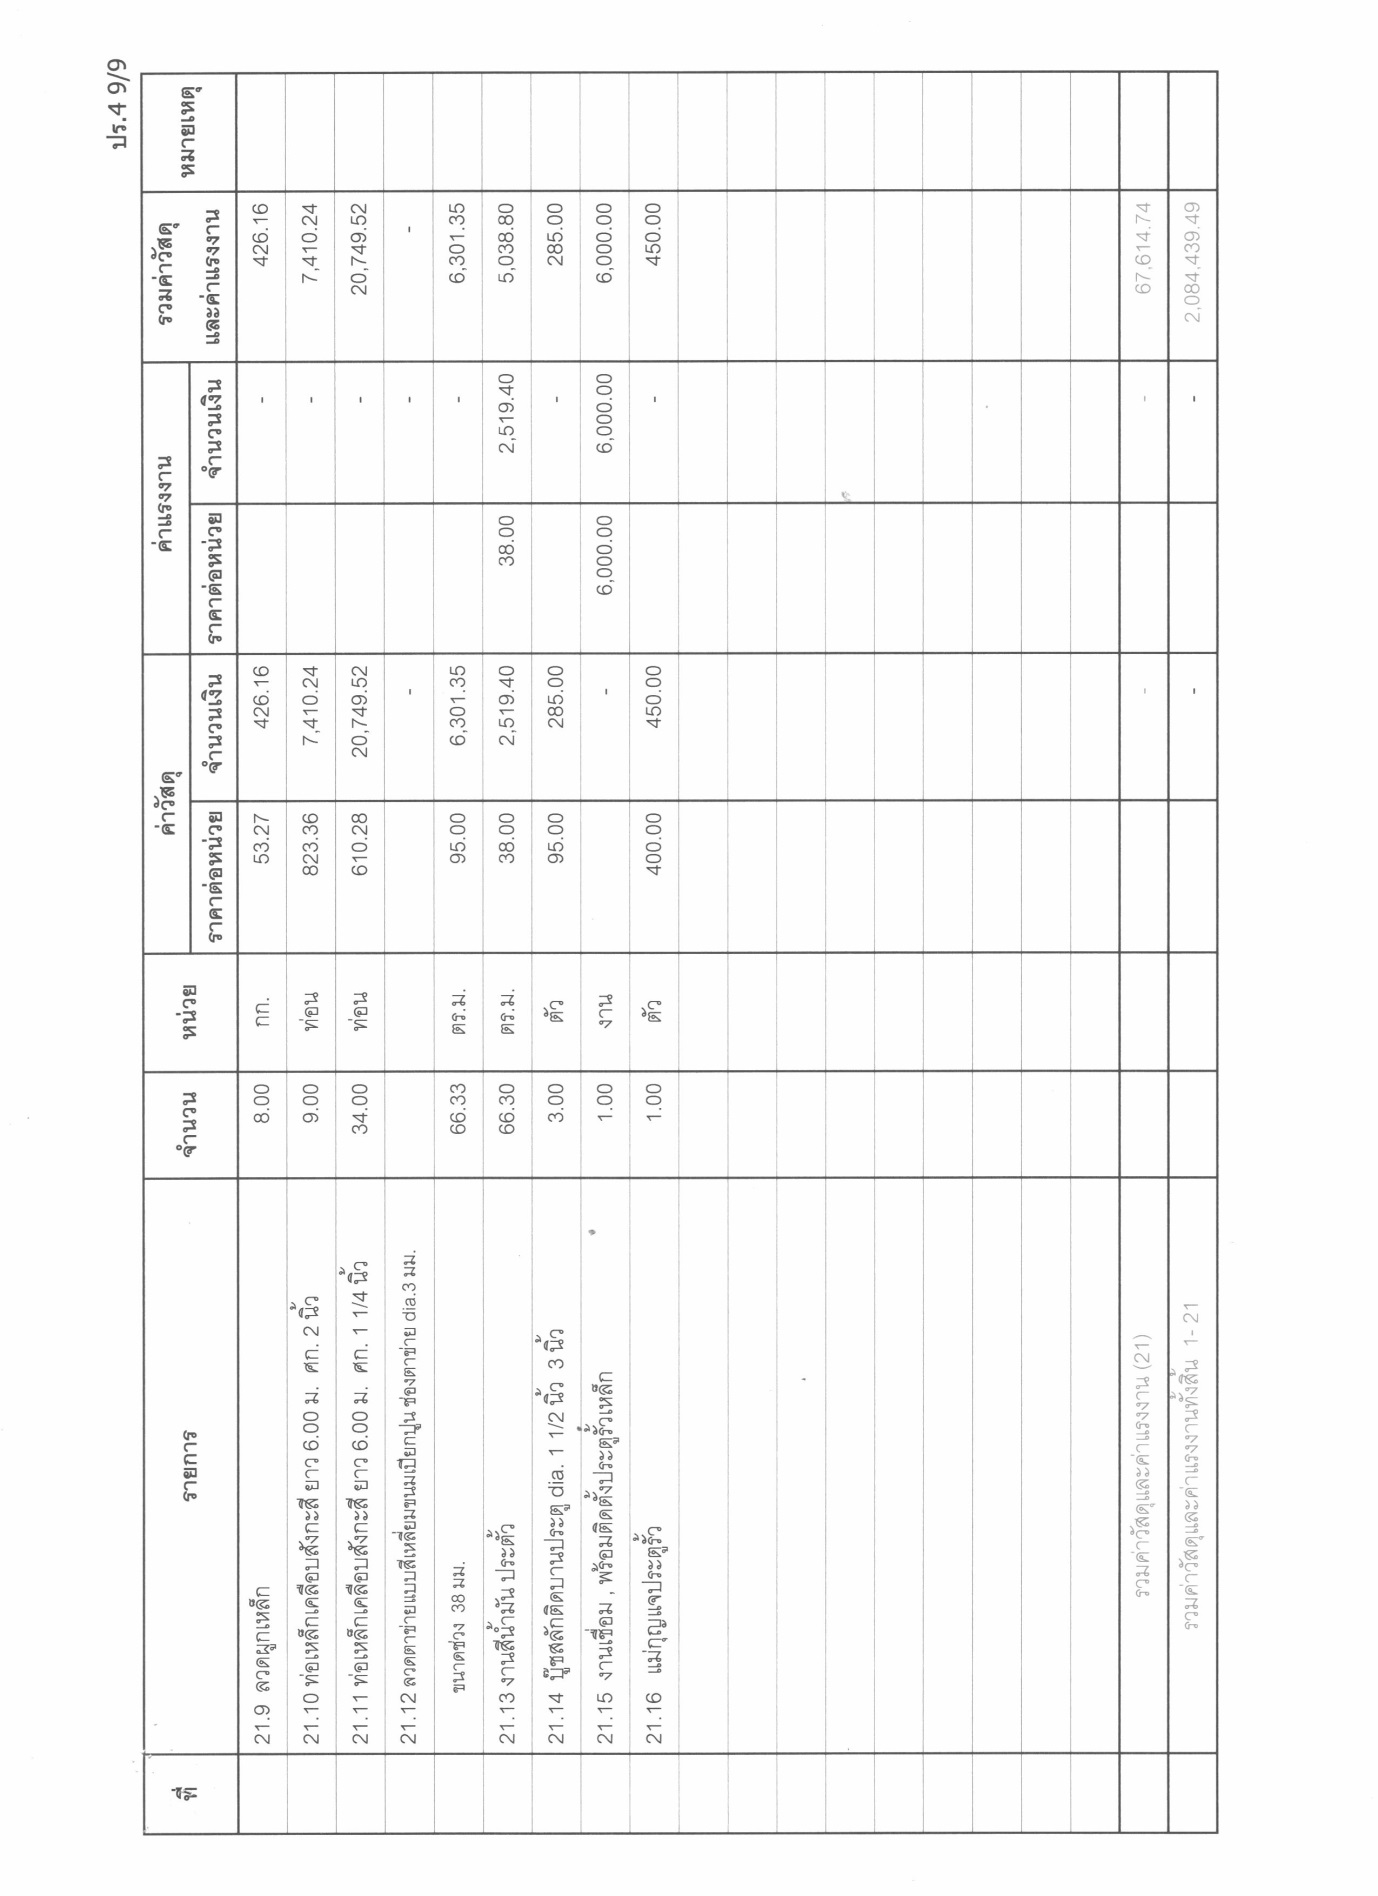 ปร.4 9/9
ที่ รายการ จำนวน หน่วย ค่าวัสดุ ค่าแรงงาน รวมค่าวัสดุ หมายเหตุ
ราคาต่อหน่วย จำนวนเงิน ราคาต่อหน่วย จำนวนเงิน และค่าแรงงาน
21.9 ลวดผูกเหล็ก 8.00 กก. 53.27 426.16 - 426.16
21.10 ท่อเหล็กเคลือบสังกะสี ยาว 6.00 ม. ศก. 2 นิ้ว 9.00 ท่อน 823.36 7,410.24 - 7,410.24
21.11 ท่อเหล็กเคลือบสังกะสี ยาว 6.00 ม. ศก. 1 1/4 นิ้ว 34.00 ท่อน 610.28 20,749.52 - 20,749.52
21.12 ลวดตาข่ายแบบสี่เหลี่ยมขนมเปียกปูน ช่องตาข่าย dia.3 มม. - - -
ขนาดช่วง 38 มม. 66.33 ตร.ม. 95.00 6,301.35 - 6,301.35
21.13 งานสีน้ำมัน ประตัว 66.30 ตร.ม. 38.00 2,519.40 38.00 2,519.40 5,038.80
21.14 บู๊ชสลักติดบานประตู dia. 1 1/2 นิ้ว 3 นิ้ว 3.00 ตัว 95.00 285.00 - 285.00
21.15 งานเชื่อม , พร้อมติดตั้งประตูรั้วเหล็ก 1.00 งาน - 6,000.00 6,000.00 6,000.00
21.16 แม่กุญแจประตูรั้ว 1.00 ตัว 400.00 450.00 - 450.00
รวมค่าวัสดุและค่าแรงงาน (21) - - 67,614.74
รวมค่าวัสดุและค่าแรงงานทั้งสิ้น 1- 21 - - 2,084,439.49